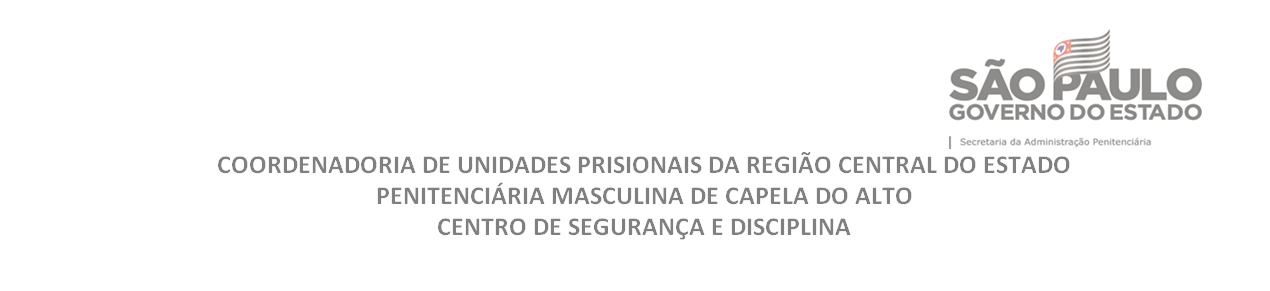 SÃO PAULO
GOVERNO DO ESTADO
Secretaria da Administração Penitenciária
COORDENADORIA DE UNIDADES PRISIONAIS DA REGIÃO CENTRAL DO ESTADO
PENITENCIÁRIA MASCULINA DE CAPELA DO ALTO
CENTRO DE SEGURANÇA E DISCIPLINA